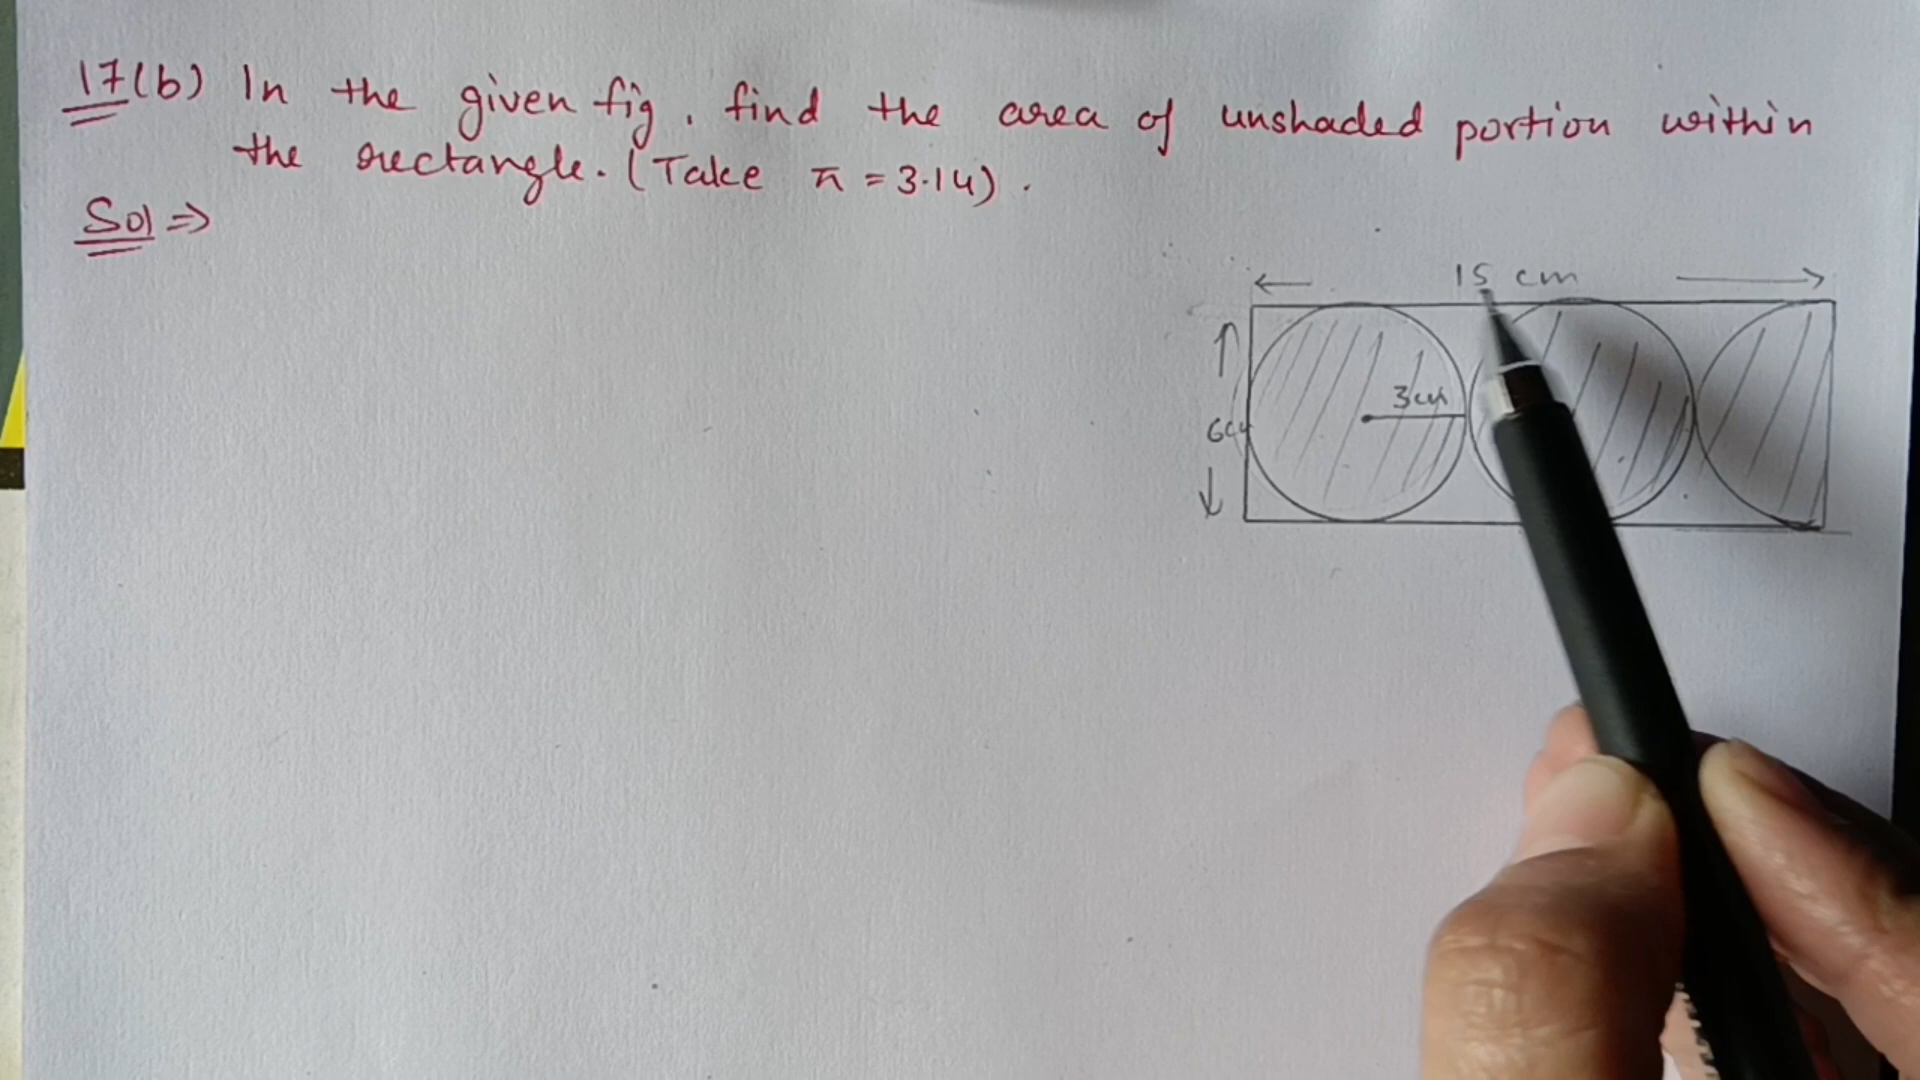 17(b) In the given fig. find the area of unshaded portion within
the rectangle. (Take π = 3.14).
Sol ⇒
15 cm
3cm
6cm